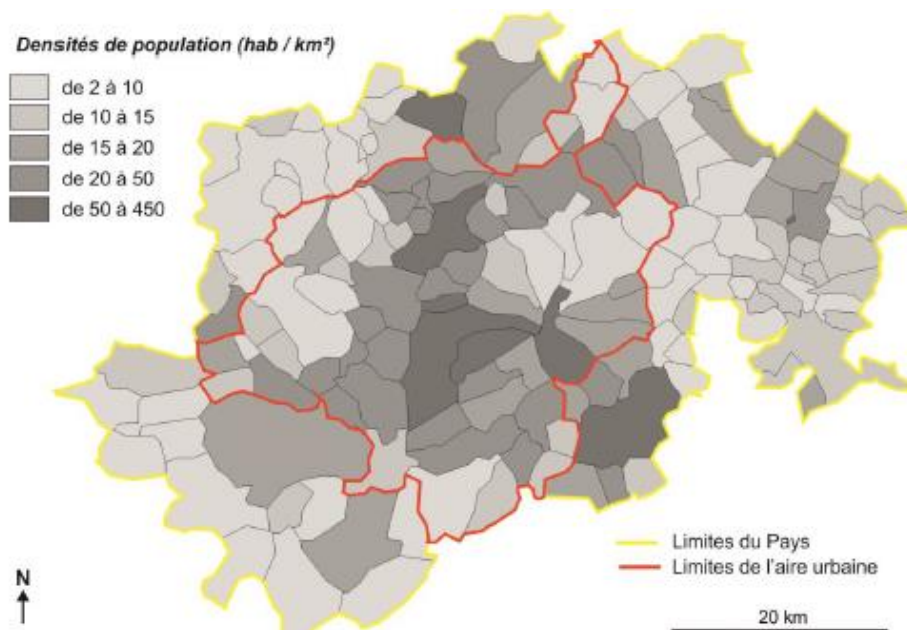 Densités de population (hab / km²)
de 2 à 10
de 10 à 15
de 15 à 20
de 20 à 50
de 50 à 450
Limites du Pays
Limites de l'aire urbaine
N
20 km